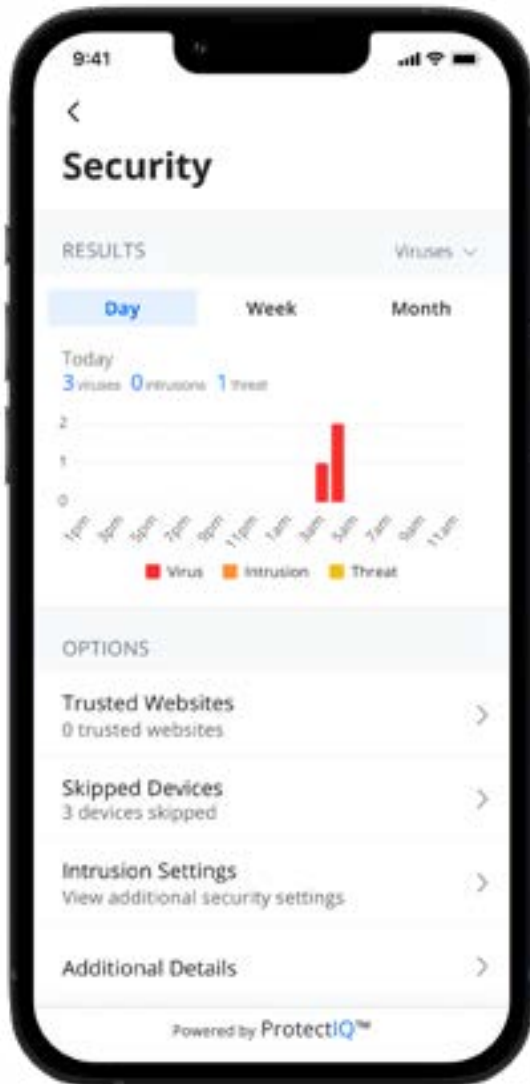 9:41
Security
RESULTS Viruses
Day Week Month
Today
3 viruses 0 intrusions 1 threat
2
1
0
1pm 3pm 5pm 7pm 9pm 11pm 1am 3am 5am 7am 9am 11am
Virus Intrusion Threat
OPTIONS
Trusted Websites
0 trusted websites
Skipped Devices
3 devices skipped
Intrusion Settings
View additional security settings
Additional Details
Powered by ProtectIQ™